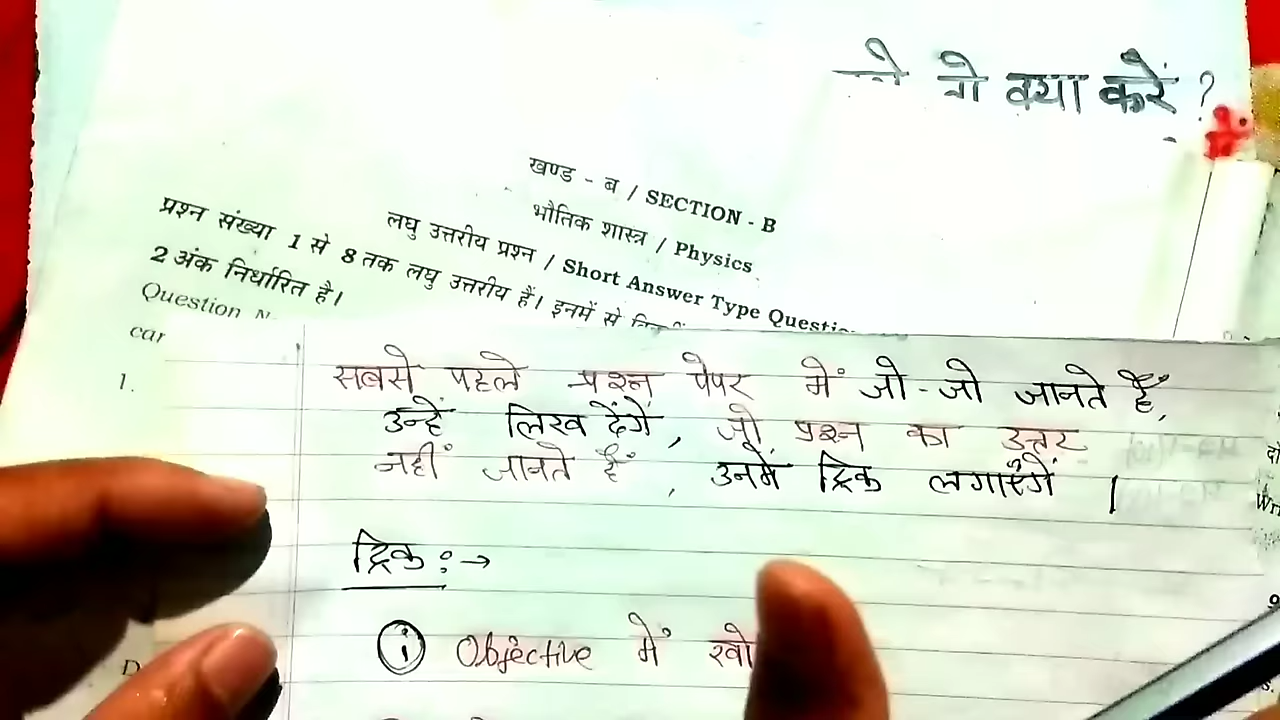 क्या करें ?
खण्ड - ब / SECTION - B
भौतिक शास्त्र / Physics
लघु उत्तरीय प्रश्न / Short Answer Type
प्रश्न संख्या 1 से 8 तक लघु उत्तरीय हैं। इनमें से
2 अंक निर्धारित है।
Question
1.
सबसे पहले प्रश्न पेपर में जो-जो जानते हैं,
उन्हें लिख देंगें, जो प्रश्न का उत्तर
नहीं जानते हैं, उनमें ट्रिक लगाएँगें ।
ट्रिक :→
(i) Objective में